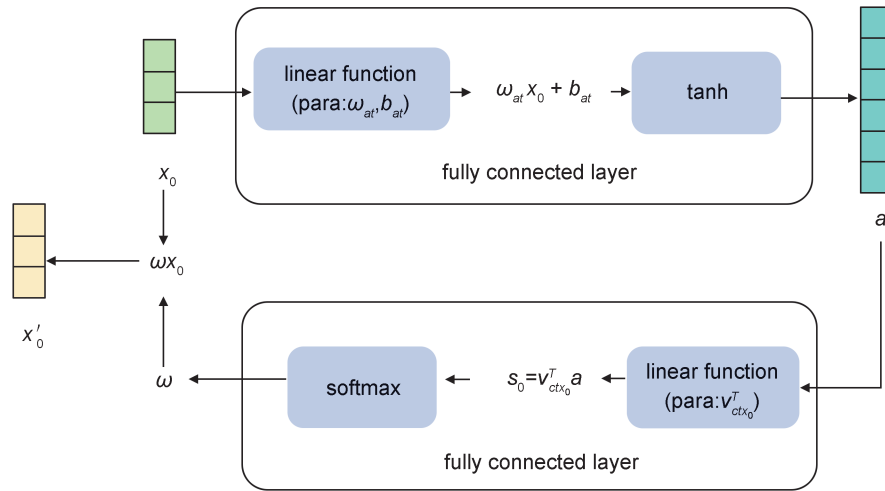 linear function
(para:ω_at,b_at)
ω_at x_0 + b_at
tanh
fully connected layer
x_0
a
ωx_0
x′_0
ω
softmax
s_0=v^T_ctx_0 a
linear function
(para:v^T_ctx_0)
fully connected layer